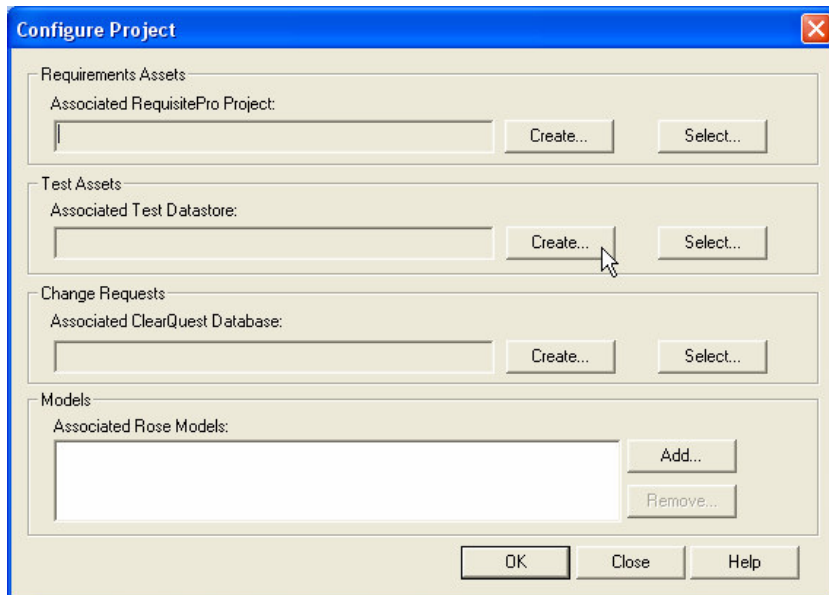 Configure Project
Requirements Assets
Associated RequisitePro Project:
Create... Select...
Test Assets
Associated Test Datastore:
Create... Select...
Change Requests
Associated ClearQuest Database:
Create... Select...
Models
Associated Rose Models:
Add...
Remove...
OK Close Help